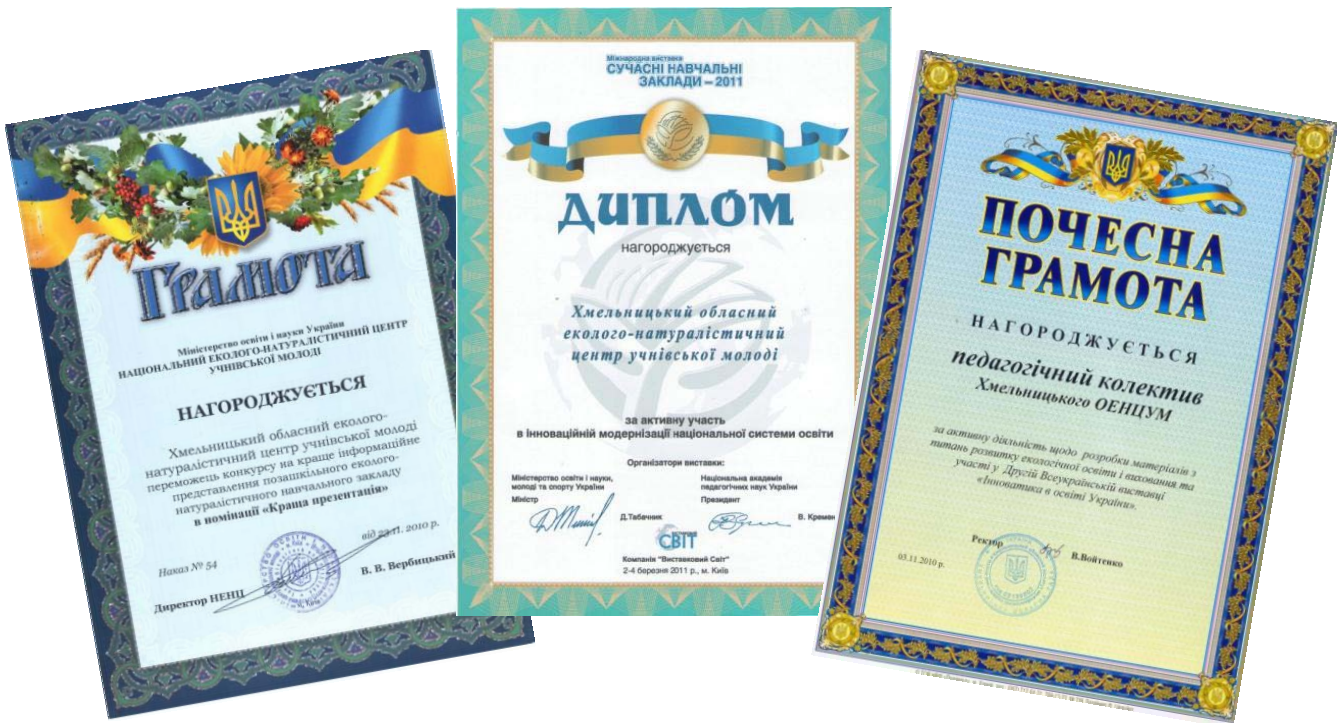 Грамота
Міністерство освіти і науки України
НАЦІОНАЛЬНИЙ ЕКОЛОГО-НАТУРАЛІСТИЧНИЙ ЦЕНТР
УЧНІВСЬКОЇ МОЛОДІ
НАГОРОДЖУЄТЬСЯ
Хмельницький обласний еколого-
натуралістичний центр учнівської молоді
переможець конкурсу на краще інформаційне
представлення позашкільного еколого-
натуралістичного навчального закладу
в номінації «Краща презентація»
Наказ № 54
від 23.11. 2010 р.
Директор НЕНЦ
В. В. Вербицький
Міжнародна виставка
СУЧАСНІ НАВЧАЛЬНІ
ЗАКЛАДИ – 2011
ДИПЛОМ
нагороджується
Хмельницький обласний
еколого-натуралістичний
центр учнівської молоді
за активну участь
в інноваційній модернізації національної системи освіти
Організатори виставки:
Міністерство освіти і науки,
молоді та спорту України
Міністр
Д.Табачник
Національна академія
педагогічних наук України
Президент
В. Кремен
СВІТ
Компанія "Виставковий Світ"
2-4 березня 2011 р., м. Київ
ПОЧЕСНА
ГРАМОТА
НАГОРОДЖУЄТЬСЯ
педагогічний колектив
Хмельницького ОЕНЦУМ
за активну діяльність щодо розробки матеріалів з
питань розвитку екологічної освіти і виховання та
участі у Другій Всеукраїнській виставці
«Інноватика в освіті України».
Ректор
В.Войтенко
03.11.2010 р.